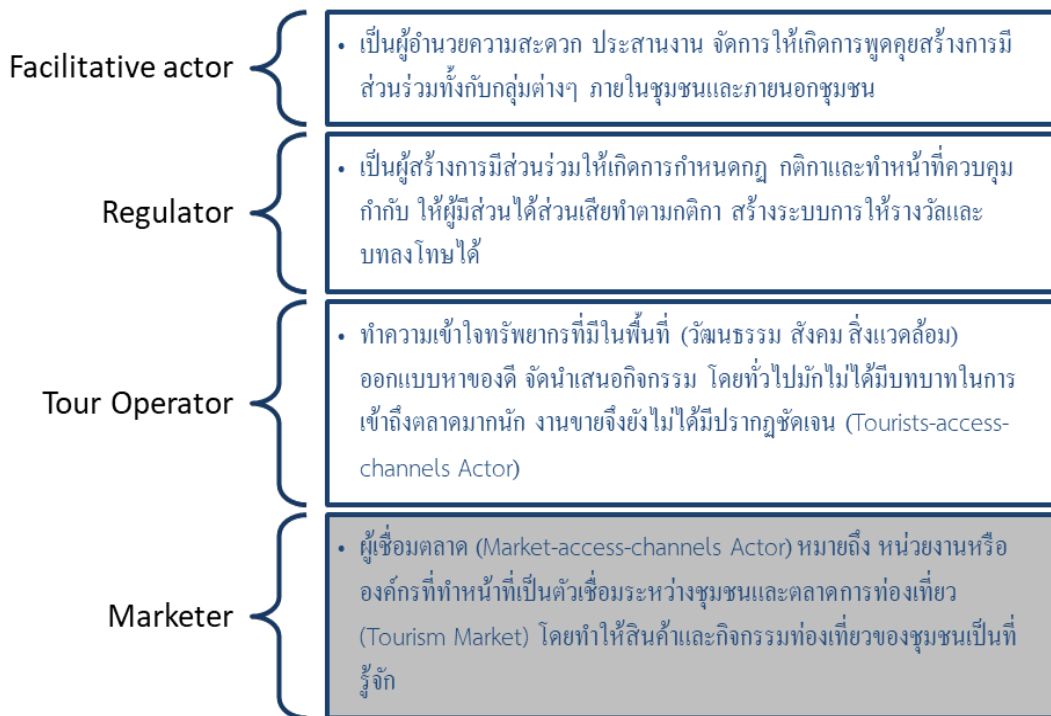 Facilitative actor
• เป็นผู้อำนวยความสะดวก ประสานงาน จัดการให้เกิดการพูดคุยสร้างการมี
ส่วนร่วมทั้งกับกลุ่มต่างๆ ภายในชุมชนและภายนอกชุมชน
Regulator
• เป็นผู้สร้างการมีส่วนร่วมให้เกิดการกำหนดกฏ กติกาและทำหน้าที่ควบคุม
กำกับ ให้ผู้มีส่วนได้ส่วนเสียทำตามกติกา สร้างระบบการให้รางวัลและ
บทลงโทษได้
Tour Operator
• ทำความเข้าใจทรัพยากรที่มีในพื้นที่ (วัฒนธรรม สังคม สิ่งแวดล้อม)
ออกแบบหาของดี จัดนำเสนอกิจกรรม โดยทั่วไปมักไม่ได้มีบทบาทในการ
เข้าถึงตลาดมากนัก งานขายจึงยังไม่ได้มีปรากฏชัดเจน (Tourists-access-
channels Actor)
Marketer
• ผู้เชื่อมตลาด (Market-access-channels Actor) หมายถึง หน่วยงานหรือ
องค์กรที่ทำหน้าที่เป็นตัวเชื่อมระหว่างชุมชนและตลาดการท่องเที่ยว
(Tourism Market) โดยทำให้สินค้าและกิจกรรมท่องเที่ยวของชุมชนเป็นที่
รู้จัก